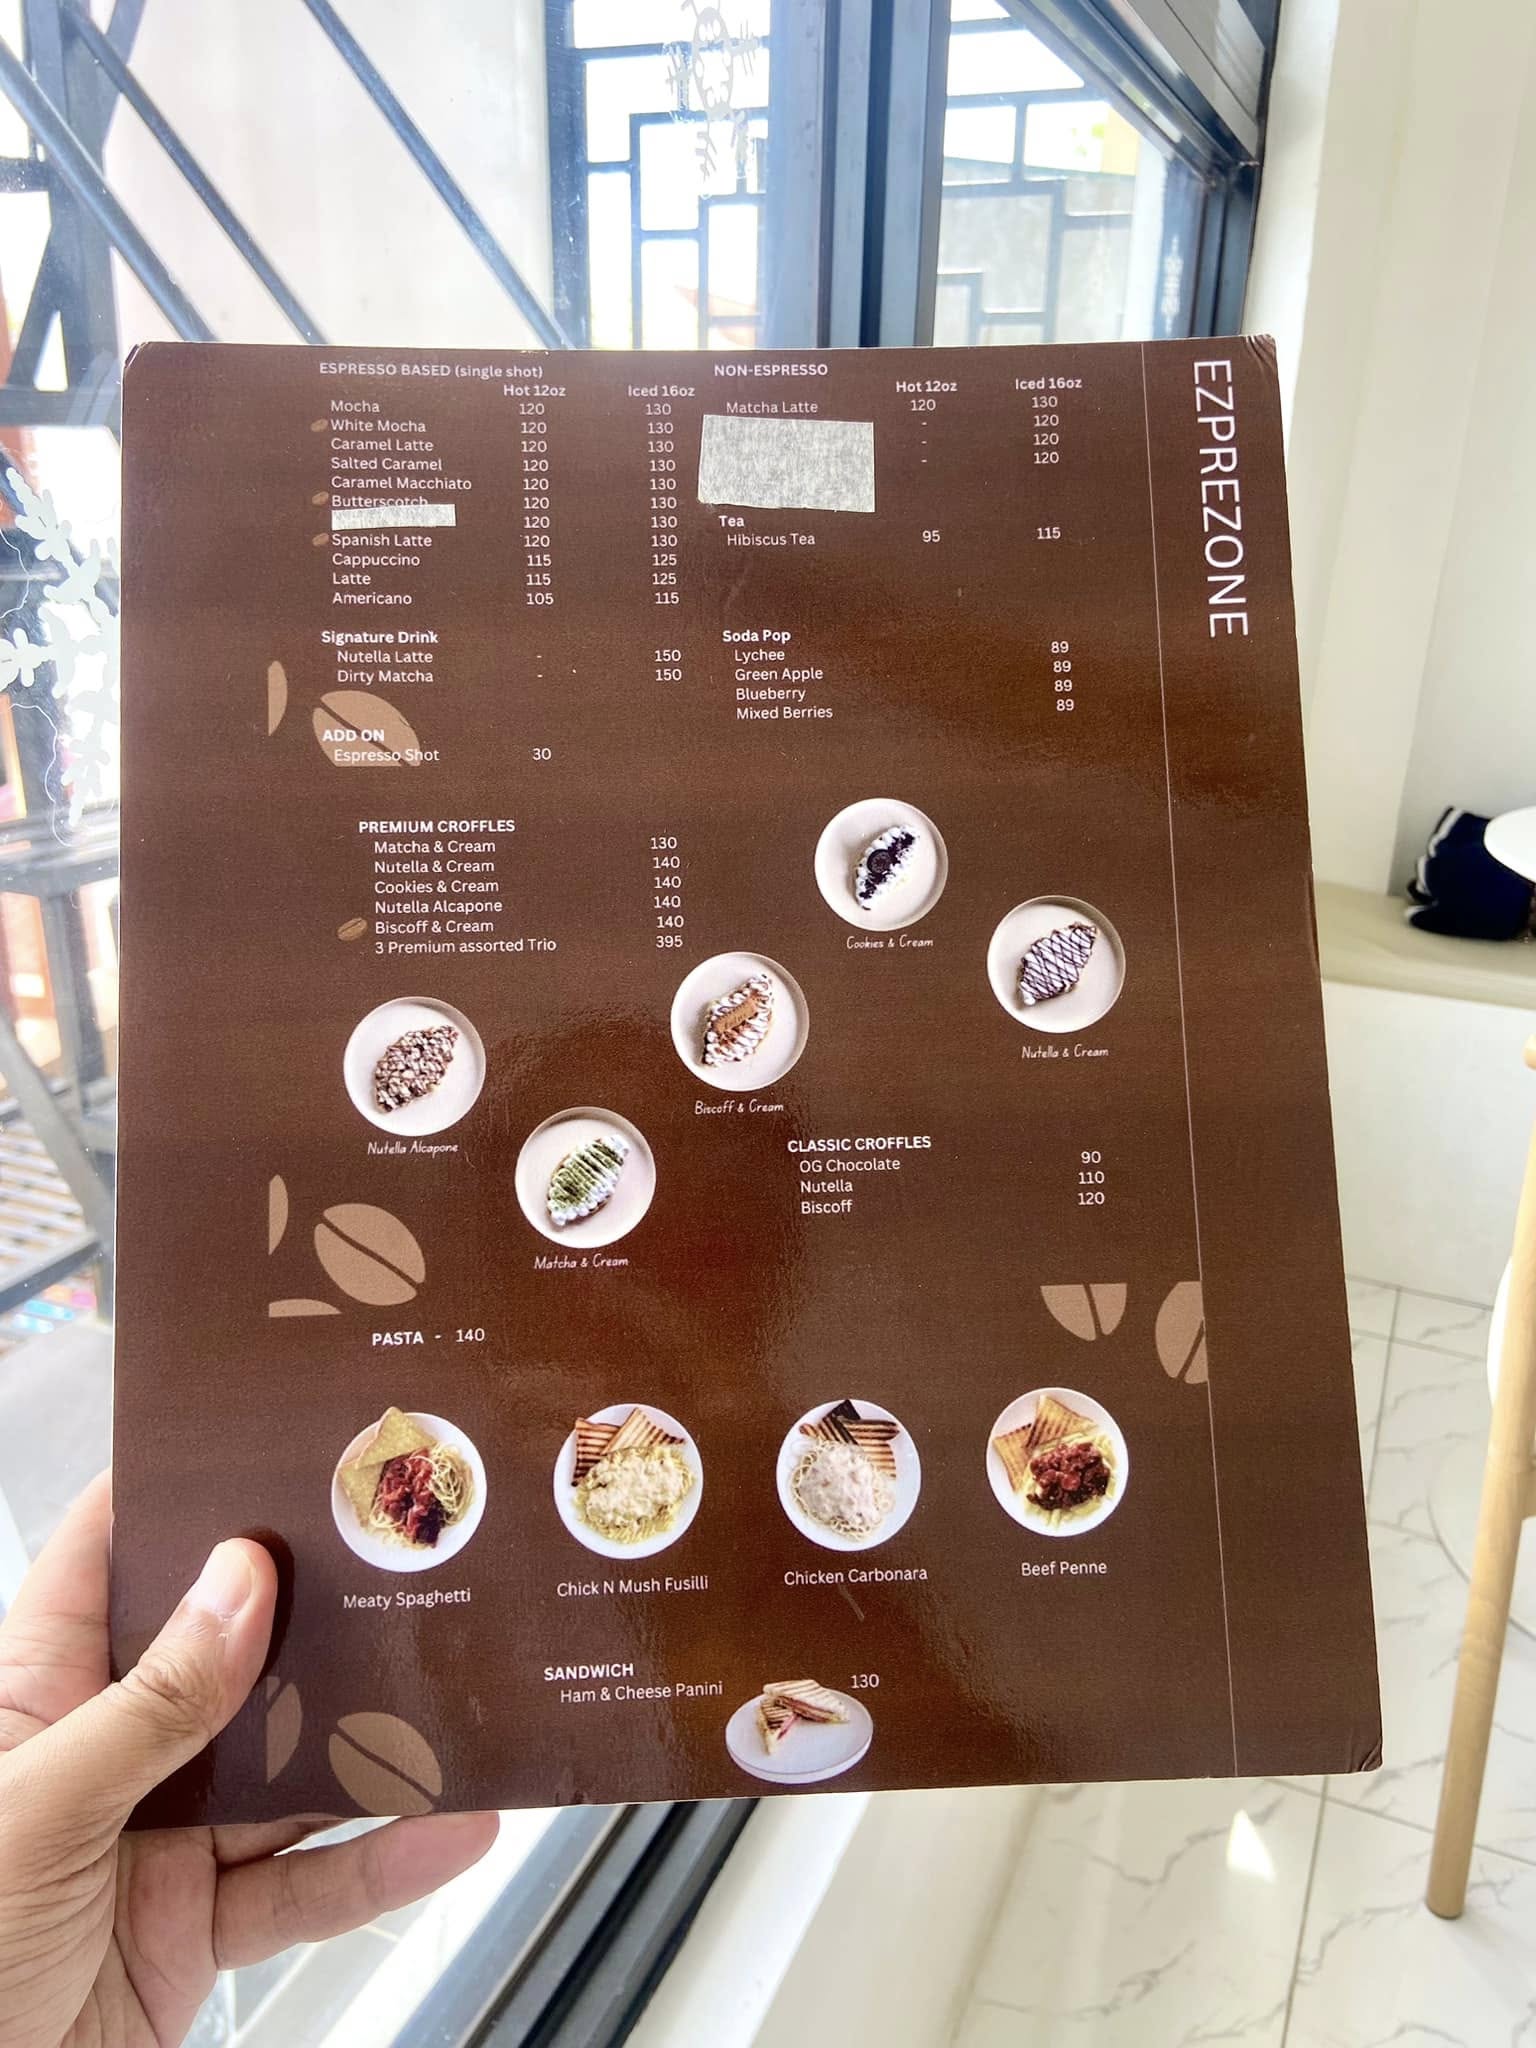 ESPRESSO BASED (single shot)
Hot 12oz Iced 16oz
Mocha 120 130
White Mocha 120 130
Caramel Latte 120 130
Salted Caramel 120 130
Caramel Macchiato 120 130
Butterscotch 120 130
120 130
Spanish Latte 120 130
Cappuccino 115 125
Latte 115 125
Americano 105 115
Signature Drink
Nutella Latte - 150
Dirty Matcha - 150
ADD ON
Espresso Shot 30
NON-ESPRESSO
Hot 12oz Iced 16oz
Matcha Latte 120 130
- 120
- 120
- 120
Tea
Hibiscus Tea 95 115
Soda Pop
Lychee 89
Green Apple 89
Blueberry 89
Mixed Berries 89
EZPREZONE
PREMIUM CROFFLES
Matcha & Cream 130
Nutella & Cream 140
Cookies & Cream 140
Nutella Alcapone 140
Biscoff & Cream 140
3 Premium assorted Trio 395
Cookies & Cream
Nutella & Cream
Biscoff & Cream
Nutella Alcapone
Matcha & Cream
CLASSIC CROFFLES
OG Chocolate 90
Nutella 110
Biscoff 120
PASTA - 140
Meaty Spaghetti
Chick N Mush Fusilli
Chicken Carbonara
Beef Penne
SANDWICH
Ham & Cheese Panini 130